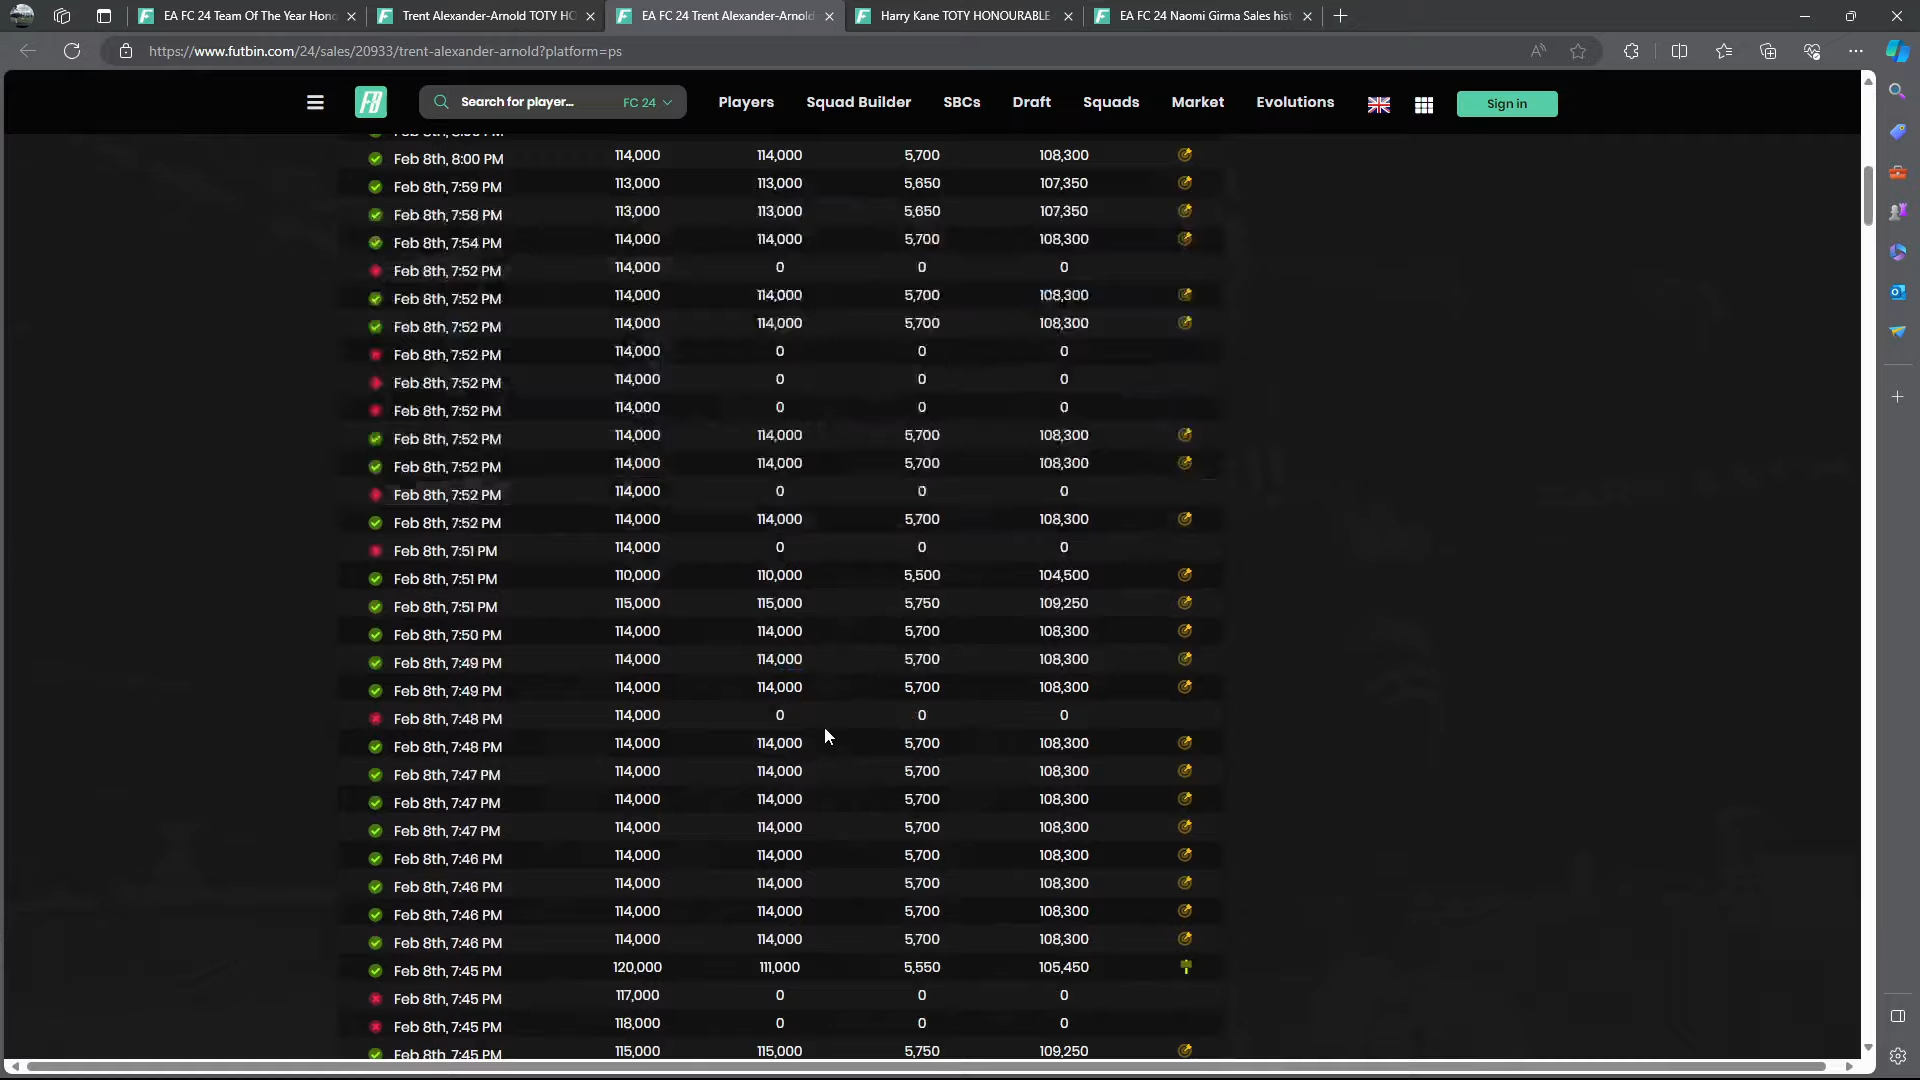 EA FC 24 Team Of The Year Hono
Trent Alexander-Arnold TOTY HO
EA FC 24 Trent Alexander-Arnold
Harry Kane TOTY HONOURABLE
EA FC 24 Naomi Girma Sales hist
https://www.futbin.com/24/sales/20933/trent-alexander-arnold?platform=ps
Search for player... FC 24 Players Squad Builder SBCs Draft Squads Market Evolutions Sign in
Feb 8th, 8:00 PM 114,000 114,000 5,700 108,300
Feb 8th, 7:59 PM 113,000 113,000 5,650 107,350
Feb 8th, 7:58 PM 113,000 113,000 5,650 107,350
Feb 8th, 7:54 PM 114,000 114,000 5,700 108,300
Feb 8th, 7:52 PM 114,000 0 0 0
Feb 8th, 7:52 PM 114,000 114,000 5,700 108,300
Feb 8th, 7:52 PM 114,000 114,000 5,700 108,300
Feb 8th, 7:52 PM 114,000 0 0 0
Feb 8th, 7:52 PM 114,000 0 0 0
Feb 8th, 7:52 PM 114,000 0 0 0
Feb 8th, 7:52 PM 114,000 114,000 5,700 108,300
Feb 8th, 7:52 PM 114,000 114,000 5,700 108,300
Feb 8th, 7:52 PM 114,000 0 0 0
Feb 8th, 7:52 PM 114,000 114,000 5,700 108,300
Feb 8th, 7:51 PM 114,000 0 0 0
Feb 8th, 7:51 PM 110,000 110,000 5,500 104,500
Feb 8th, 7:51 PM 115,000 115,000 5,750 109,250
Feb 8th, 7:50 PM 114,000 114,000 5,700 108,300
Feb 8th, 7:49 PM 114,000 114,000 5,700 108,300
Feb 8th, 7:49 PM 114,000 114,000 5,700 108,300
Feb 8th, 7:48 PM 114,000 0 0 0
Feb 8th, 7:48 PM 114,000 114,000 5,700 108,300
Feb 8th, 7:47 PM 114,000 114,000 5,700 108,300
Feb 8th, 7:47 PM 114,000 114,000 5,700 108,300
Feb 8th, 7:47 PM 114,000 114,000 5,700 108,300
Feb 8th, 7:46 PM 114,000 114,000 5,700 108,300
Feb 8th, 7:46 PM 114,000 114,000 5,700 108,300
Feb 8th, 7:46 PM 114,000 114,000 5,700 108,300
Feb 8th, 7:46 PM 114,000 114,000 5,700 108,300
Feb 8th, 7:45 PM 120,000 111,000 5,550 105,450
Feb 8th, 7:45 PM 117,000 0 0 0
Feb 8th, 7:45 PM 118,000 0 0 0
Feb 8th, 7:45 PM 115,000 115,000 5,750 109,250